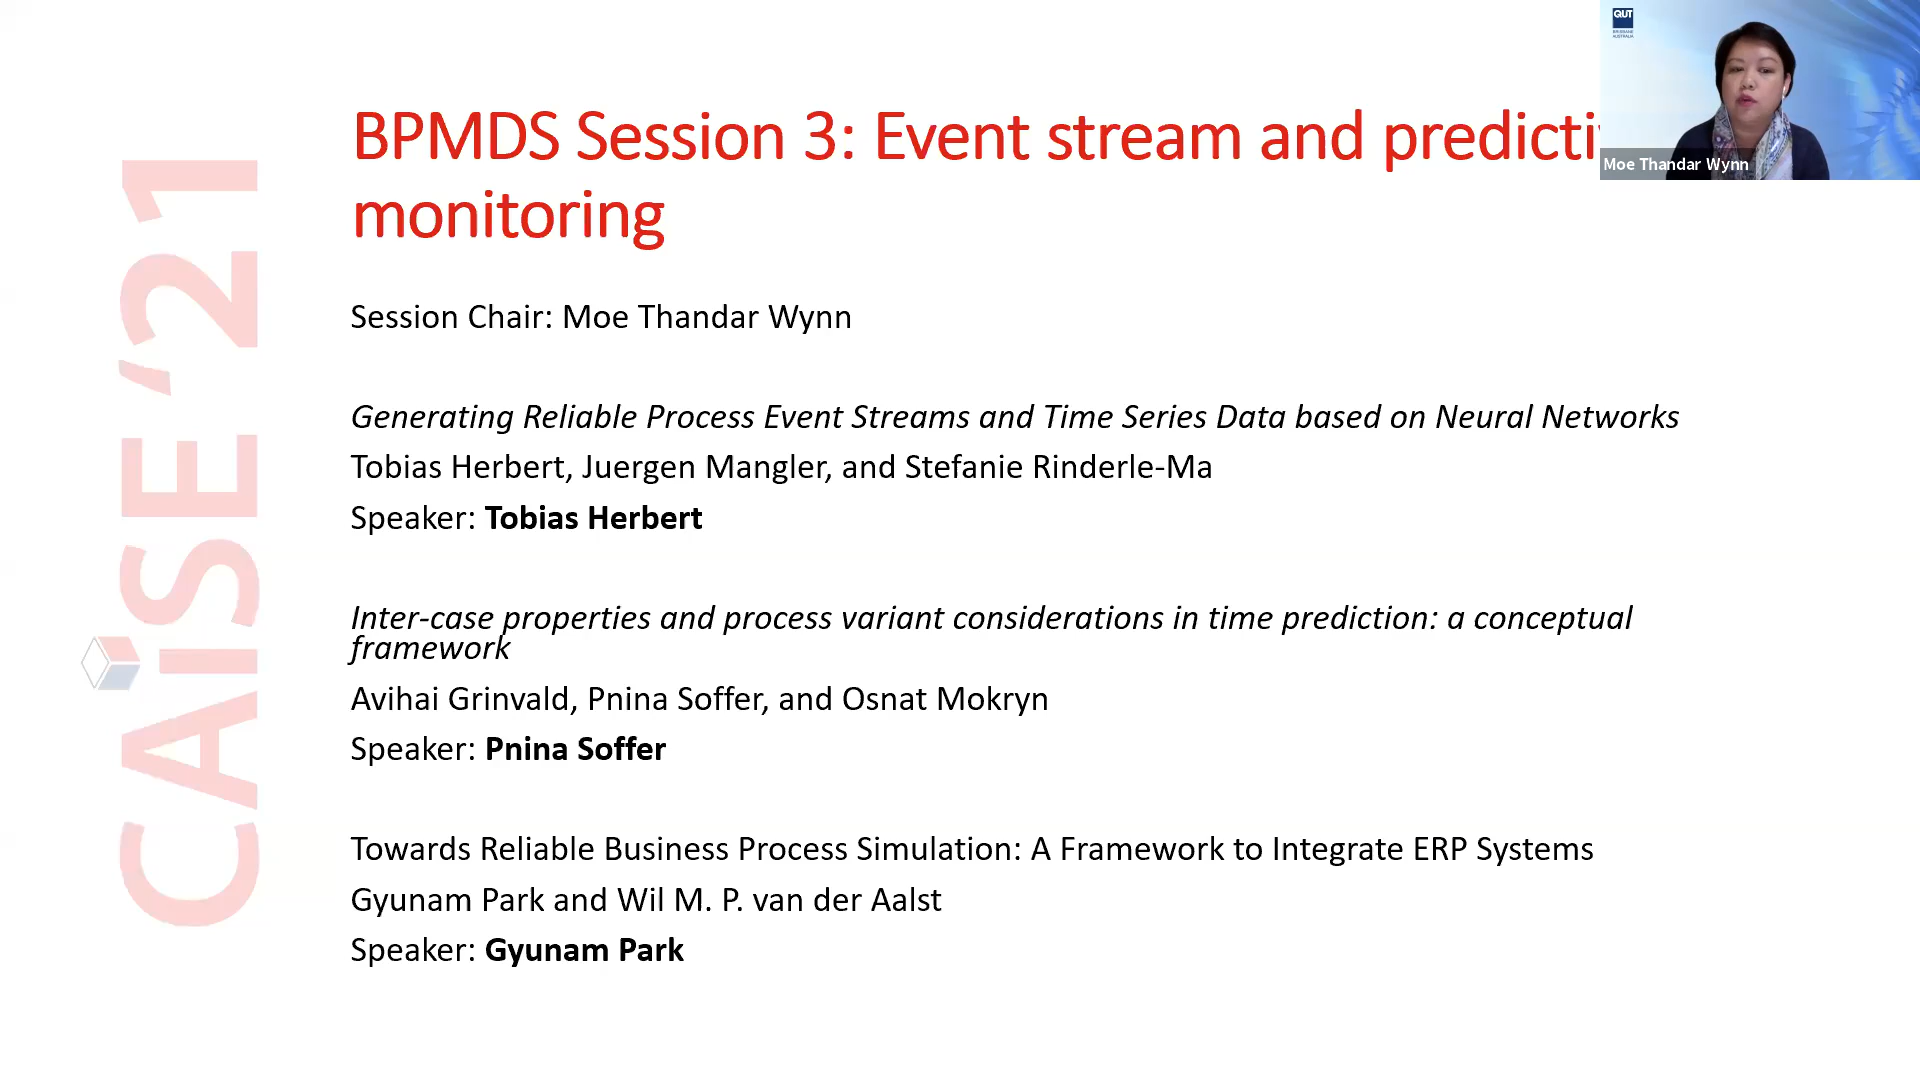 BPMDS Session 3: Event stream and predicti
monitoring
Session Chair: Moe Thandar Wynn
Generating Reliable Process Event Streams and Time Series Data based on Neural Networks
Tobias Herbert, Juergen Mangler, and Stefanie Rinderle-Ma
Speaker: Tobias Herbert
Inter-case properties and process variant considerations in time prediction: a conceptual
framework
Avihai Grinvald, Pnina Soffer, and Osnat Mokryn
Speaker: Pnina Soffer
Towards Reliable Business Process Simulation: A Framework to Integrate ERP Systems
Gyunam Park and Wil M. P. van der Aalst
Speaker: Gyunam Park
CAiSE '21
QUT
Moe Thandar Wynn